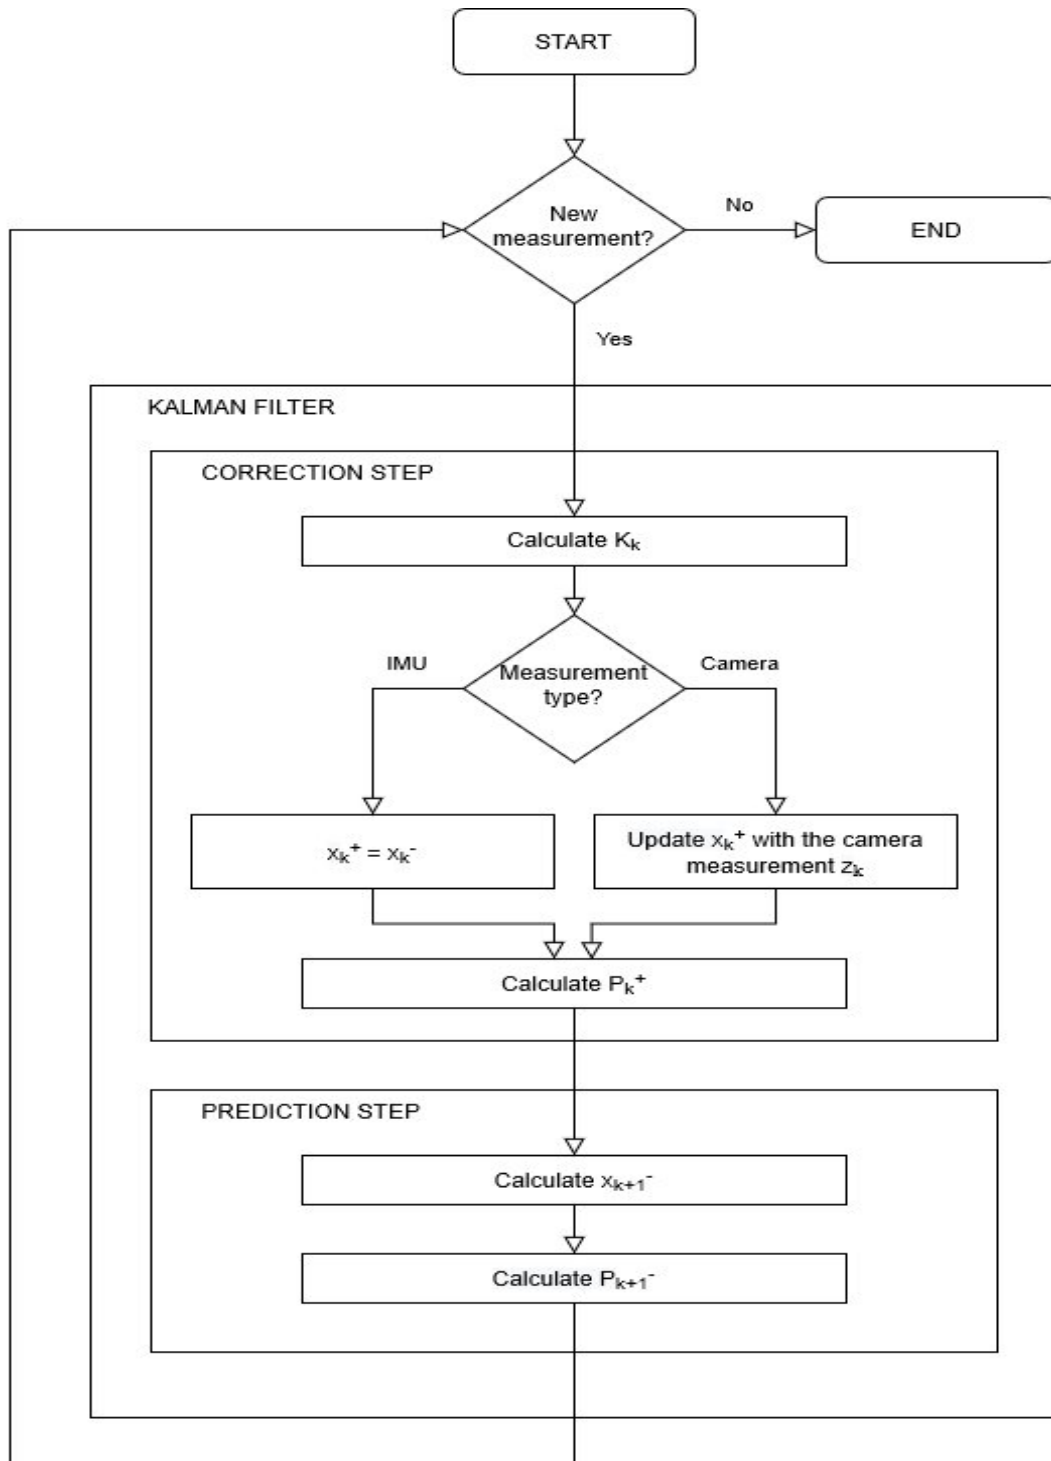 START
New
measurement?
No
END
Yes
KALMAN FILTER
CORRECTION STEP
Calculate Kₖ
IMU
Measurement
type?
Camera
xₖ⁺ = xₖ⁻
Update xₖ⁺ with the camera
measurement zₖ
Calculate Pₖ⁺
PREDICTION STEP
Calculate xₖ₊₁⁻
Calculate Pₖ₊₁⁻